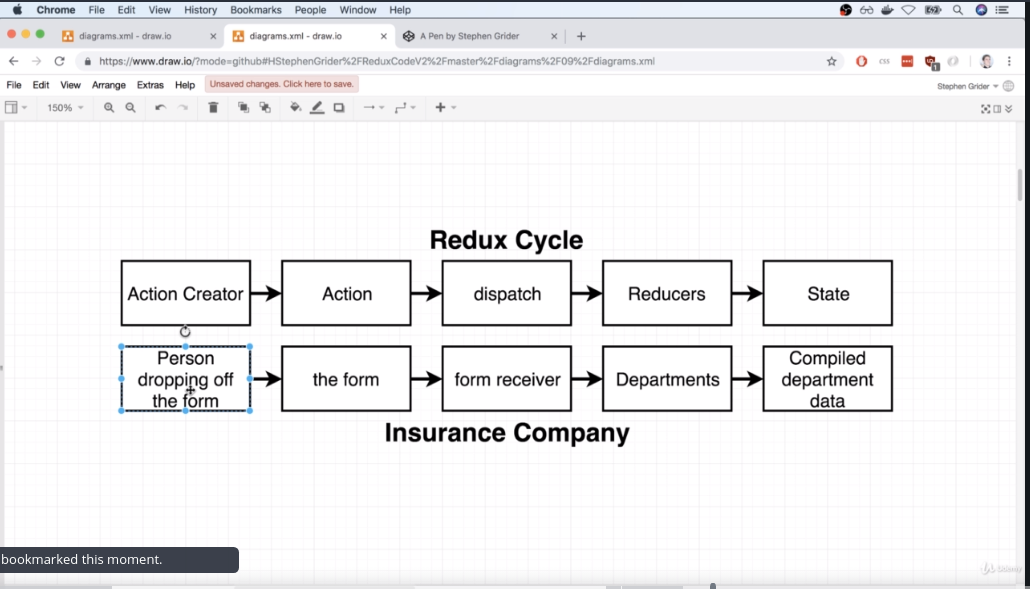 Chrome File Edit View History Bookmarks People Window Help
diagrams.xml - draw.io
diagrams.xml - draw.io
A Pen by Stephen Grider
https://www.draw.io/?mode=github#HStephenGrider%2FReduxCodeV2%2Fmaster%2Fdiagrams%2F09%2Fdiagrams.xml
css
1
File Edit View Arrange Extras Help
Unsaved changes. Click here to save.
Stephen Grider
150%
Redux Cycle
Action Creator
Action
dispatch
Reducers
State
Person
dropping off
the form
the form
form receiver
Departments
Compiled
department
data
Insurance Company
bookmarked this moment.
Udemy